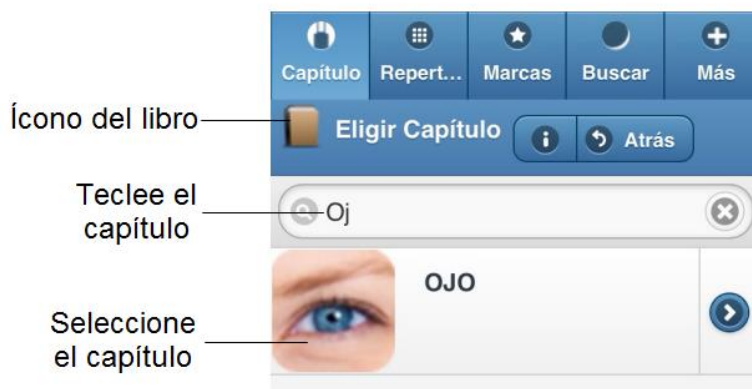 Capítulo Repert... Marcas Buscar Más
Ícono del libro
Eligir Capítulo
Atrás
Teclee el
capítulo
Oj
OJO
Seleccione
el capítulo